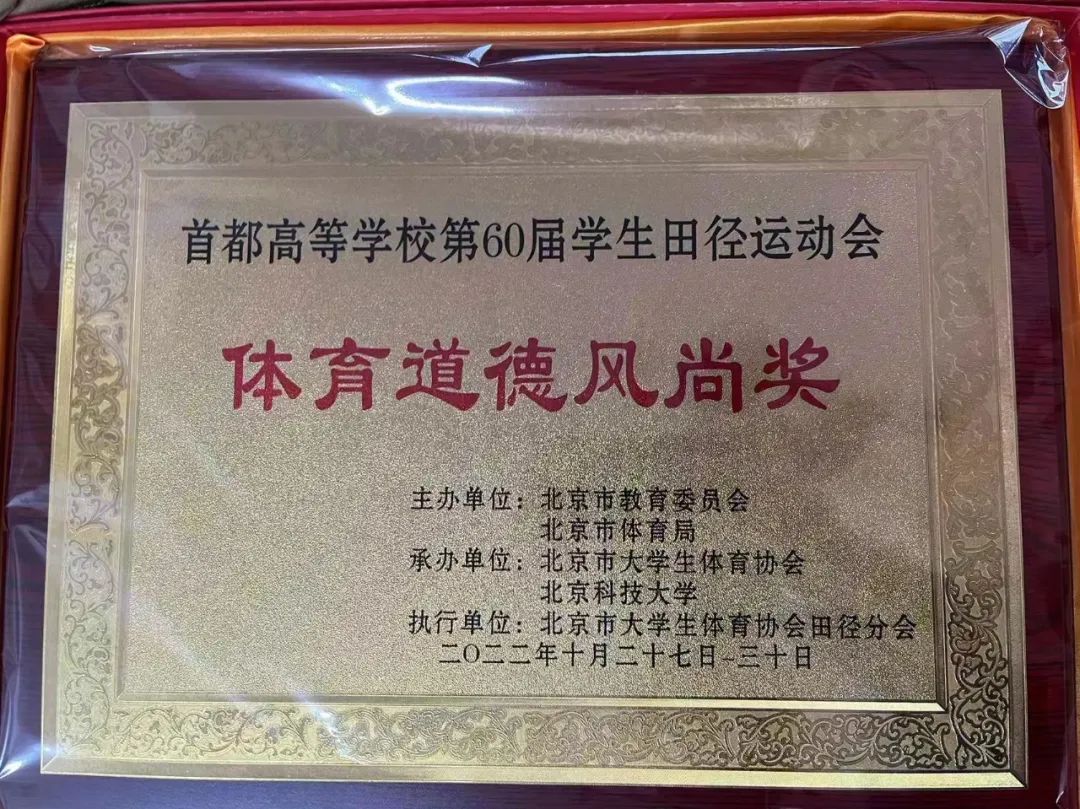 首都高等学校第60届学生田径运动会
体育道德风尚奖
主办单位：北京市教育委员会
北京市体育局
承办单位：北京市大学生体育协会
北京科技大学
执行单位：北京市大学生体育协会田径分会
二〇二二年十月二十七日-三十日